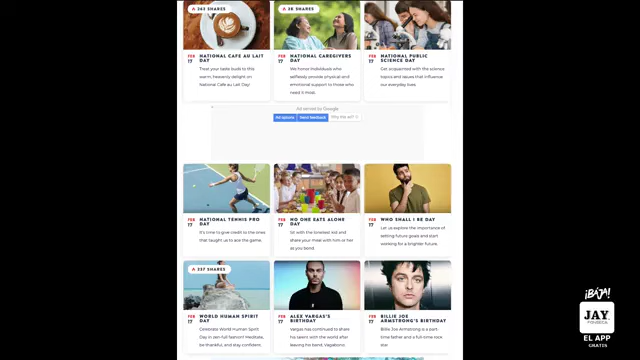 263 SHARES
FEB
17
NATIONAL CAFE AU LAIT
DAY
Treat your taste buds to this
warm, heavenly delight on
National Cafe au Lait Day!
38 SHARES
FEB
17
NATIONAL CAREGIVERS
DAY
We honor individuals who
selflessly provide physical and
emotional support to those who
need it most.
FEB
17
NATIONAL PUBLIC
SCIENCE DAY
Get acquainted with the science
topics and issues that influence
our everyday lives.
Ad served by Google
Ad options
Send feedback
Why this ad?
FEB
17
NATIONAL TENNIS PRO
DAY
It's time to give credit to the ones
that taught us to ace the game.
FEB
17
NO ONE EATS ALONE
DAY
Sit with the loneliest kid and
share your meal with him or her
as you bond.
FEB
17
WHO SHALL I BE DAY
Let us explore the importance of
setting future goals and start
working for a brighter future.
237 SHARES
FEB
17
WORLD HUMAN SPIRIT
DAY
Celebrate World Human Spirit
Day in zen full fashion! Meditate,
be thankful, and stay confident.
FEB
17
ALEX VARGAS'S
BIRTHDAY
Vargas has continued to share
his talent with the world after
leaving his band, Vagabond.
FEB
17
BILLIE JOE
ARMSTRONG'S BIRTHDAY
Billie Joe Armstrong is a part-
time father and a full-time race
star.
¡BAJA!
JAY
EL APP
GRATIS